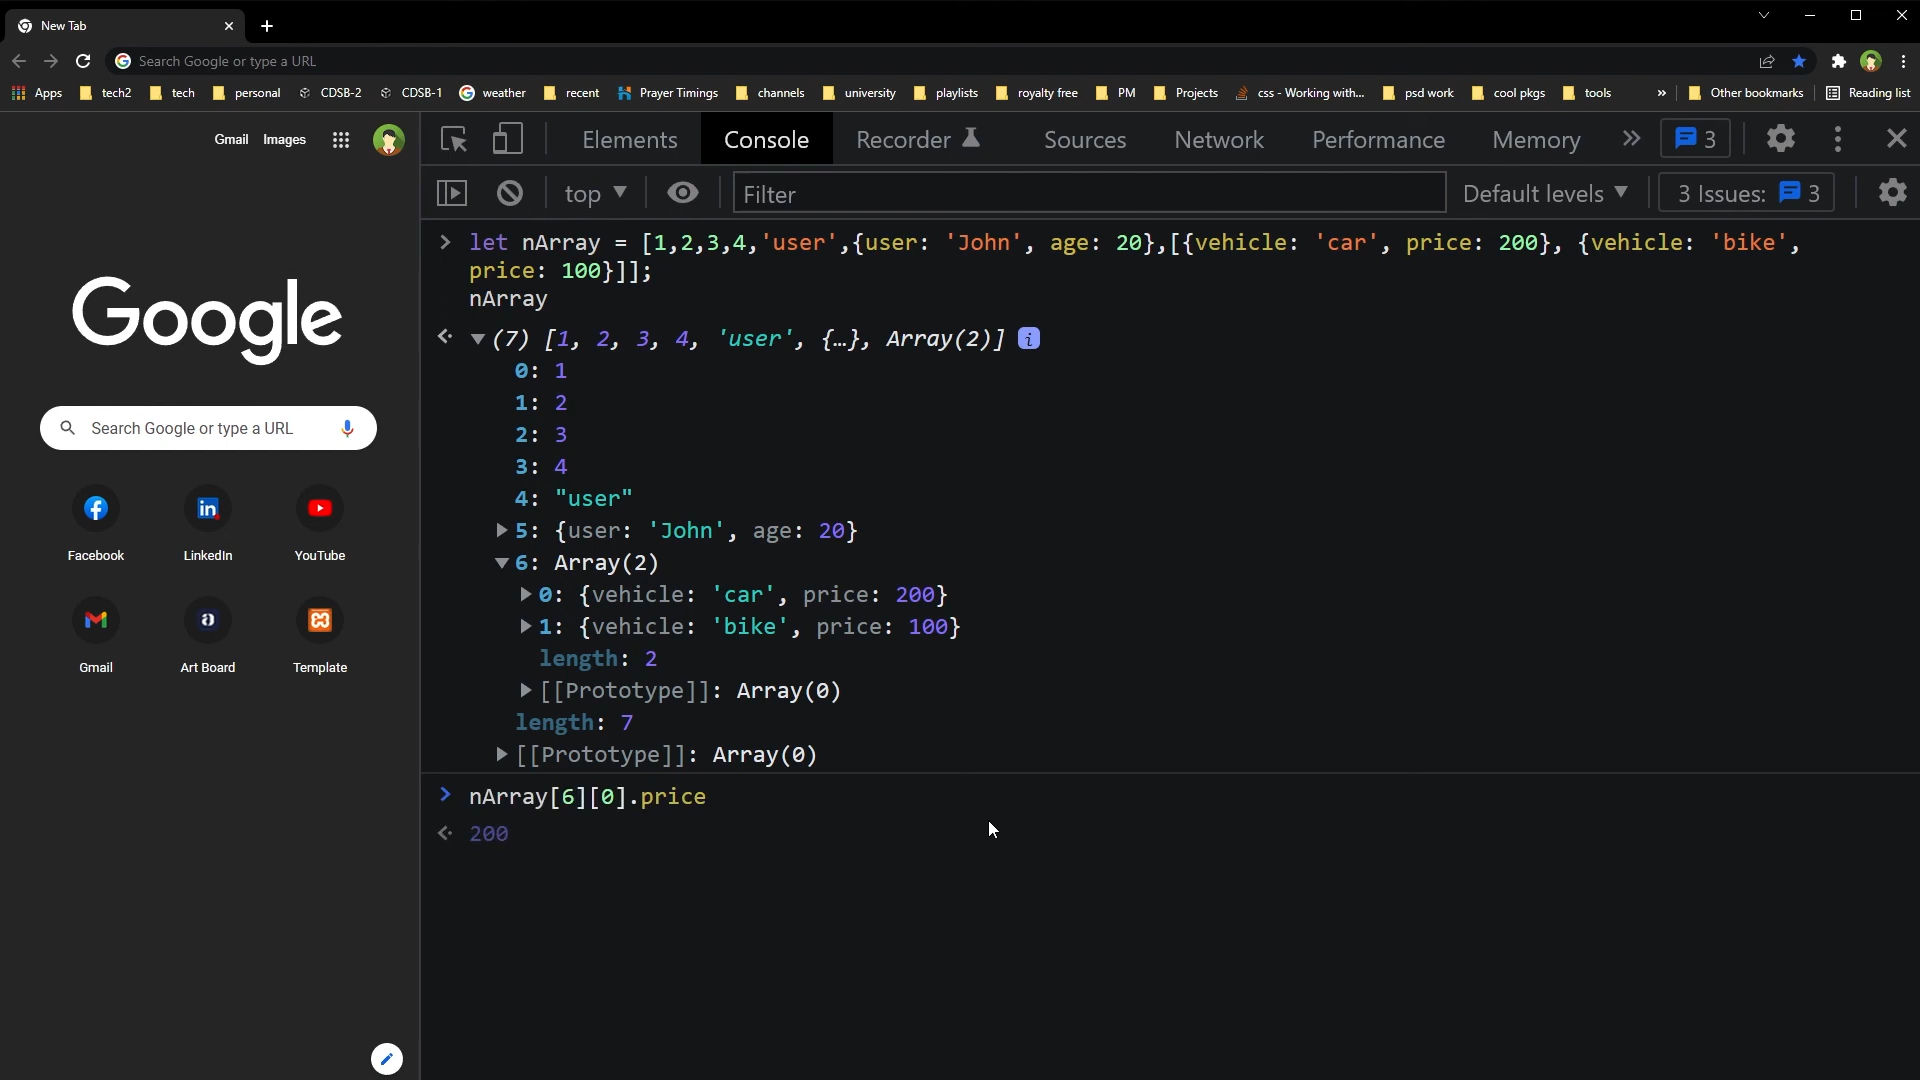 New Tab
Search Google or type a URL
Apps tech2 tech personal CDSB-2 CDSB-1 weather recent Prayer Timings channels university playlists royalty free PM Projects css - Working with... psd work cool pkgs tools » Other bookmarks Reading list
Gmail Images
Elements Console Recorder Sources Network Performance Memory » 3
top Filter Default levels 3 Issues: 3
> let nArray = [1,2,3,4,'user',{user: 'John', age: 20},[{vehicle: 'car', price: 200}, {vehicle: 'bike',
price: 100}]];
nArray
(7) [1, 2, 3, 4, 'user', {…}, Array(2)] i
0: 1
1: 2
2: 3
3: 4
4: "user"
5: {user: 'John', age: 20}
6: Array(2)
0: {vehicle: 'car', price: 200}
1: {vehicle: 'bike', price: 100}
length: 2
[[Prototype]]: Array(0)
length: 7
[[Prototype]]: Array(0)
> nArray[6][0].price
200
Google
Search Google or type a URL
Facebook LinkedIn YouTube
Gmail Art Board Template